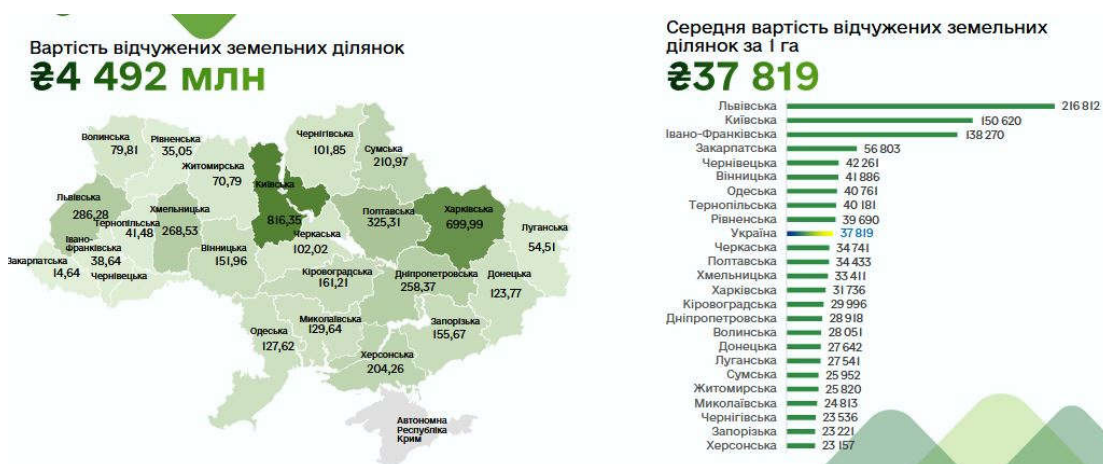 Вартість відчужених земельних ділянок
₴4 492 млн
Волинська
79,81
Рівненська
35,05
Житомирська
70,79
Київська
816,35
Чернігівська
101,85
Сумська
210,97
Львівська
286,28
Тернопільська
41,48
Хмельницька
268,53
Вінницька
151,96
Черкаська
102,02
Полтавська
325,31
Харківська
699,99
Луганська
54,51
Івано-
франківська
38,64
Закарпатська
14,64
Чернівецька
Кіровоградська
161,21
Дніпропетровська
258,37
Донецька
123,77
Одеська
127,62
Миколаївська
129,64
Запорізька
155,67
Херсонська
204,26
Автономна
Республіка
Крим
Середня вартість відчужених земельних
ділянок за 1 га
₴37 819
Львівська 216 812
Київська 150 620
Івано-Франківська 138 270
Закарпатська 56 803
Чернівецька 42 261
Вінницька 41 886
Одеська 40 761
Тернопільська 40 181
Рівненська 39 690
Україна 37 819
Черкаська 34 741
Полтавська 34 433
Хмельницька 33 411
Харківська 31 736
Кіровоградська 29 996
Дніпропетровська 28 918
Волинська 28 051
Донецька 27 642
Луганська 27 541
Сумська 25 952
Житомирська 25 820
Миколаївська 24 813
Чернігівська 23 536
Запорізька 23 221
Херсонська 23 157